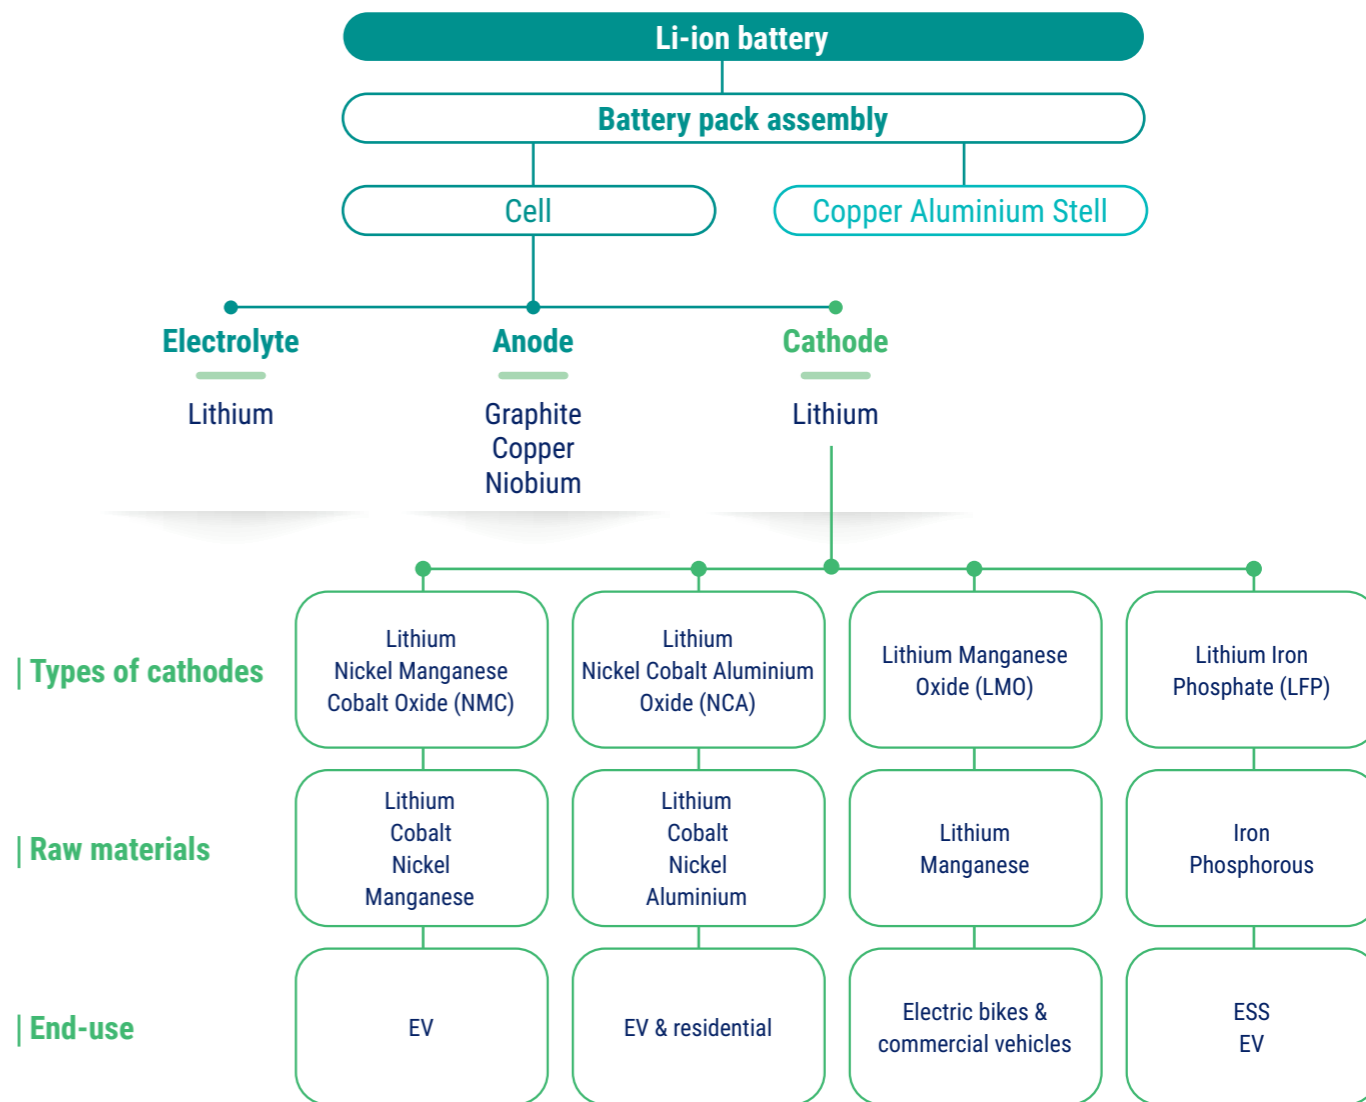 Li-ion battery
Battery pack assembly
Cell
Copper Aluminium Stell
Electrolyte
Lithium
Anode
Graphite
Copper
Niobium
Cathode
Lithium
| Types of cathodes
Lithium
Nickel Manganese
Cobalt Oxide (NMC)
Lithium
Nickel Cobalt Aluminium
Oxide (NCA)
Lithium Manganese
Oxide (LMO)
Lithium Iron
Phosphate (LFP)
| Raw materials
Lithium
Cobalt
Nickel
Manganese
Lithium
Cobalt
Nickel
Aluminium
Lithium
Manganese
Iron
Phosphorous
| End-use
EV
EV & residential
Electric bikes &
commercial vehicles
ESS
EV